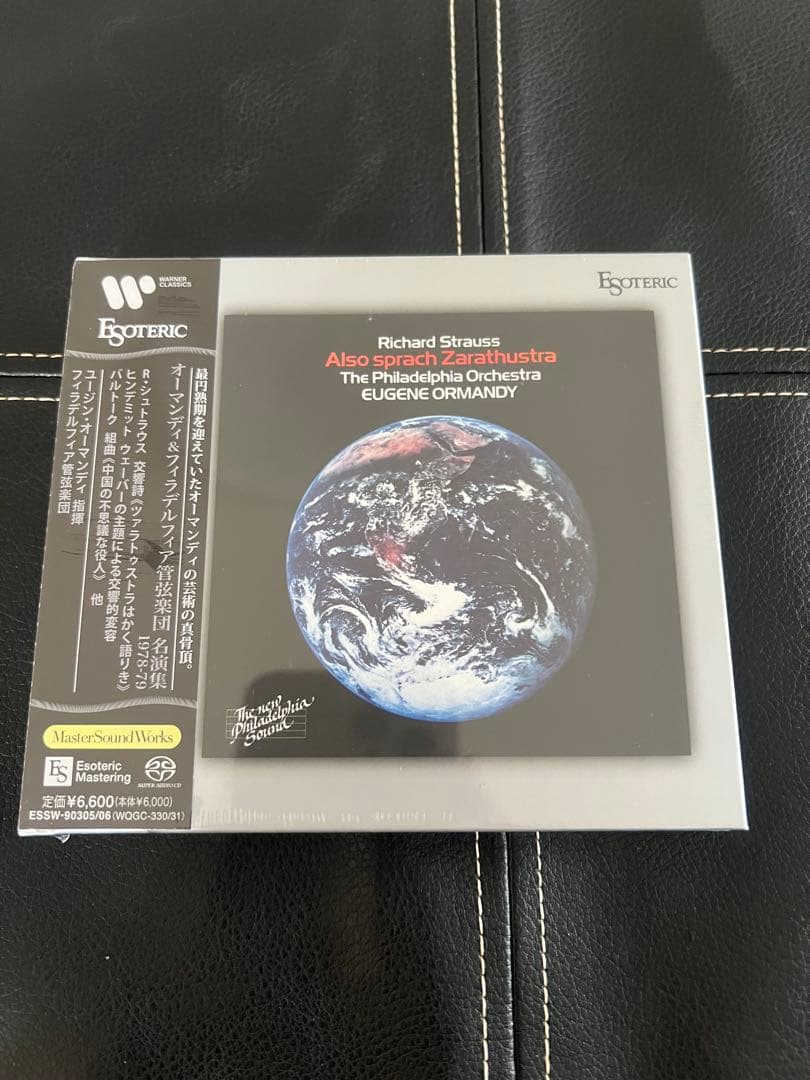 WARNER
CLASSICS
ESOTERIC
最円熟期を迎えていたオーマンディの芸術の真骨頂。
オーマンディ&フィラデルフィア管弦楽団 名演集
1978-79
R・シュトラウス 交響詩《ツァラトゥストラはかく語りき》
ヒンデミット ウェーバーの主題による交響的変容
バルトーク 組曲《中国の不思議な役人》 他
ユージン・オーマンディ 指揮
フィラデルフィア管弦楽団
MasterSoundWorks
ES Esoteric
Mastering
SUPER AUDIO CD
定価¥6,600(本体¥6,000)
ESSW-90305/06(WQGC-330/31)
ESOTERIC
Richard Strauss
Also sprach Zarathustra
The Philadelphia Orchestra
EUGENE ORMANDY
The new
Philadelphia
Sound